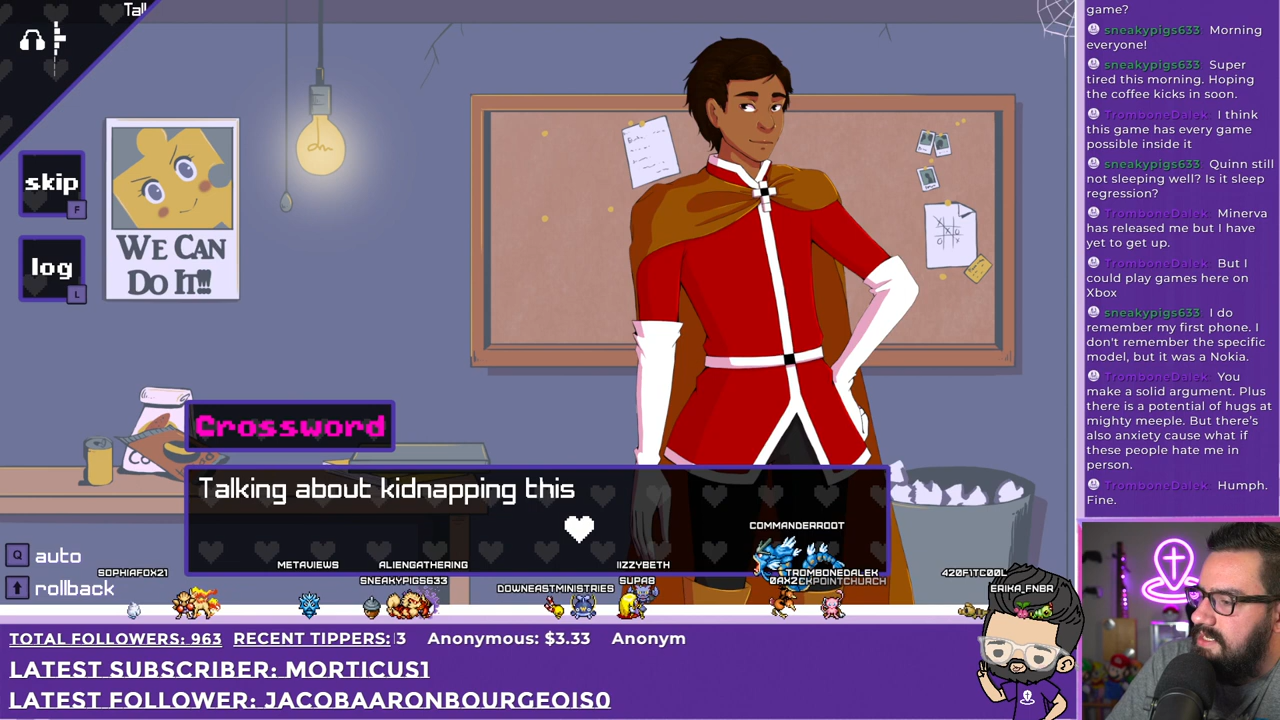 Tall
skip
F
log
L
WE CAN
DO IT!!!
Crossword
Talking about kidnapping this
Q auto
rollback
SOPHIAFOX21
METAVIEWS
ALIENGATHERING
SNEAKYPIGS633
DOWNEASTMINISTRIES
IIZZYBETH
SUPA8
COMMANDERROOT
TROMBONEDALEK
420F1TC00L
ERIKA_FNBR
TOTAL FOLLOWERS: 963 RECENT TIPPERS: 3 Anonymous: $3.33 Anonym
LATEST SUBSCRIBER: MORTICUS1
LATEST FOLLOWER: JACOBAARONBOURGEOIS0
game?
sneakypigs633 Morning
everyone!
sneakypigs633 Super
tired this morning. Hoping
the coffee kicks in soon.
TromboneDalek I think
this game has every game
possible inside it
sneakypigs633 Quinn still
not sleeping well? Is it sleep
regression?
TromboneDalek Minerva
has released me but I have
yet to get up.
TromboneDalek But I
could play games here on
Xbox
sneakypigs633 I do
remember my first phone. I
don't remember the specific
model, but it was a Nokia.
TromboneDalek You
make a solid argument. Plus
there is a potential of hugs at
mighty meeple. But there's
also anxiety cause what if
these people hate me in
person.
TromboneDalek Humph.
Fine.